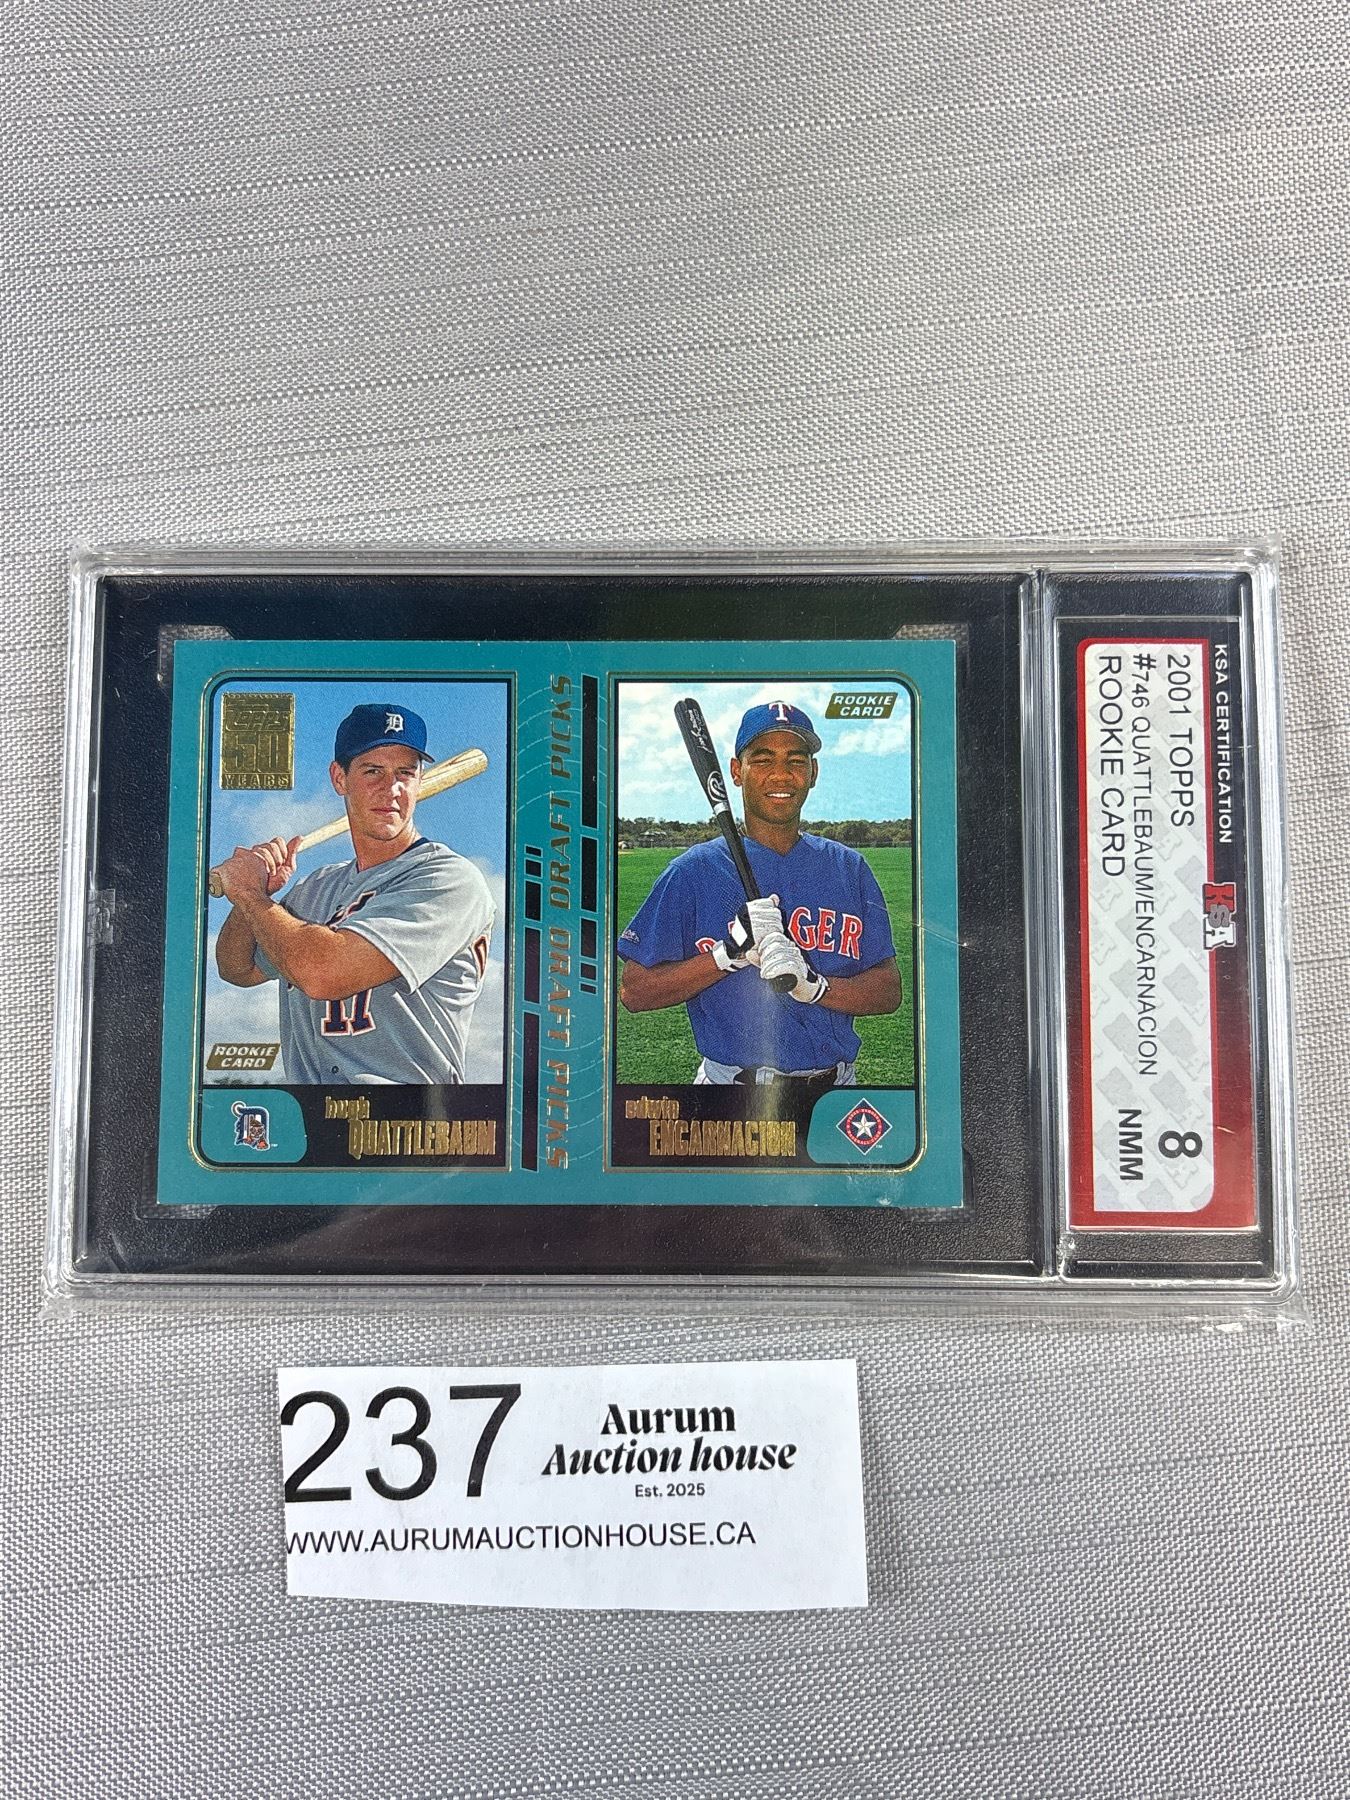 Topps
50
YEARS
D
17
ROOKIE
CARD
hugh
QUATTLEBAUM
DRAFT PICKS
DRAFT PICKS
T
ROOKIE
CARD
edwin
ENCARNACION
KSA CERTIFICATION
KSA
2001 TOPPS
#746 QUATTLEBAUM/ENCARNACION
ROOKIE CARD
8
NMM
237
Aurum
Auction house
Est. 2025
WWW.AURUMAUCTIONHOUSE.CA